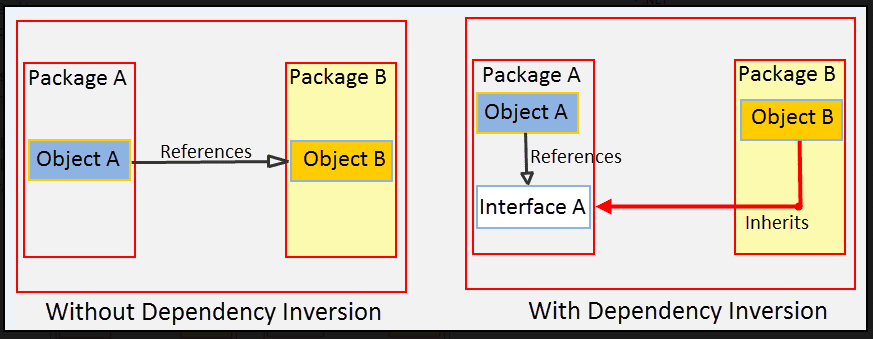 Package A
Package B
Object A
References
Object B
Without Dependency Inversion
Package A
Package B
Object A
Object B
References
Interface A
Inherits
With Dependency Inversion